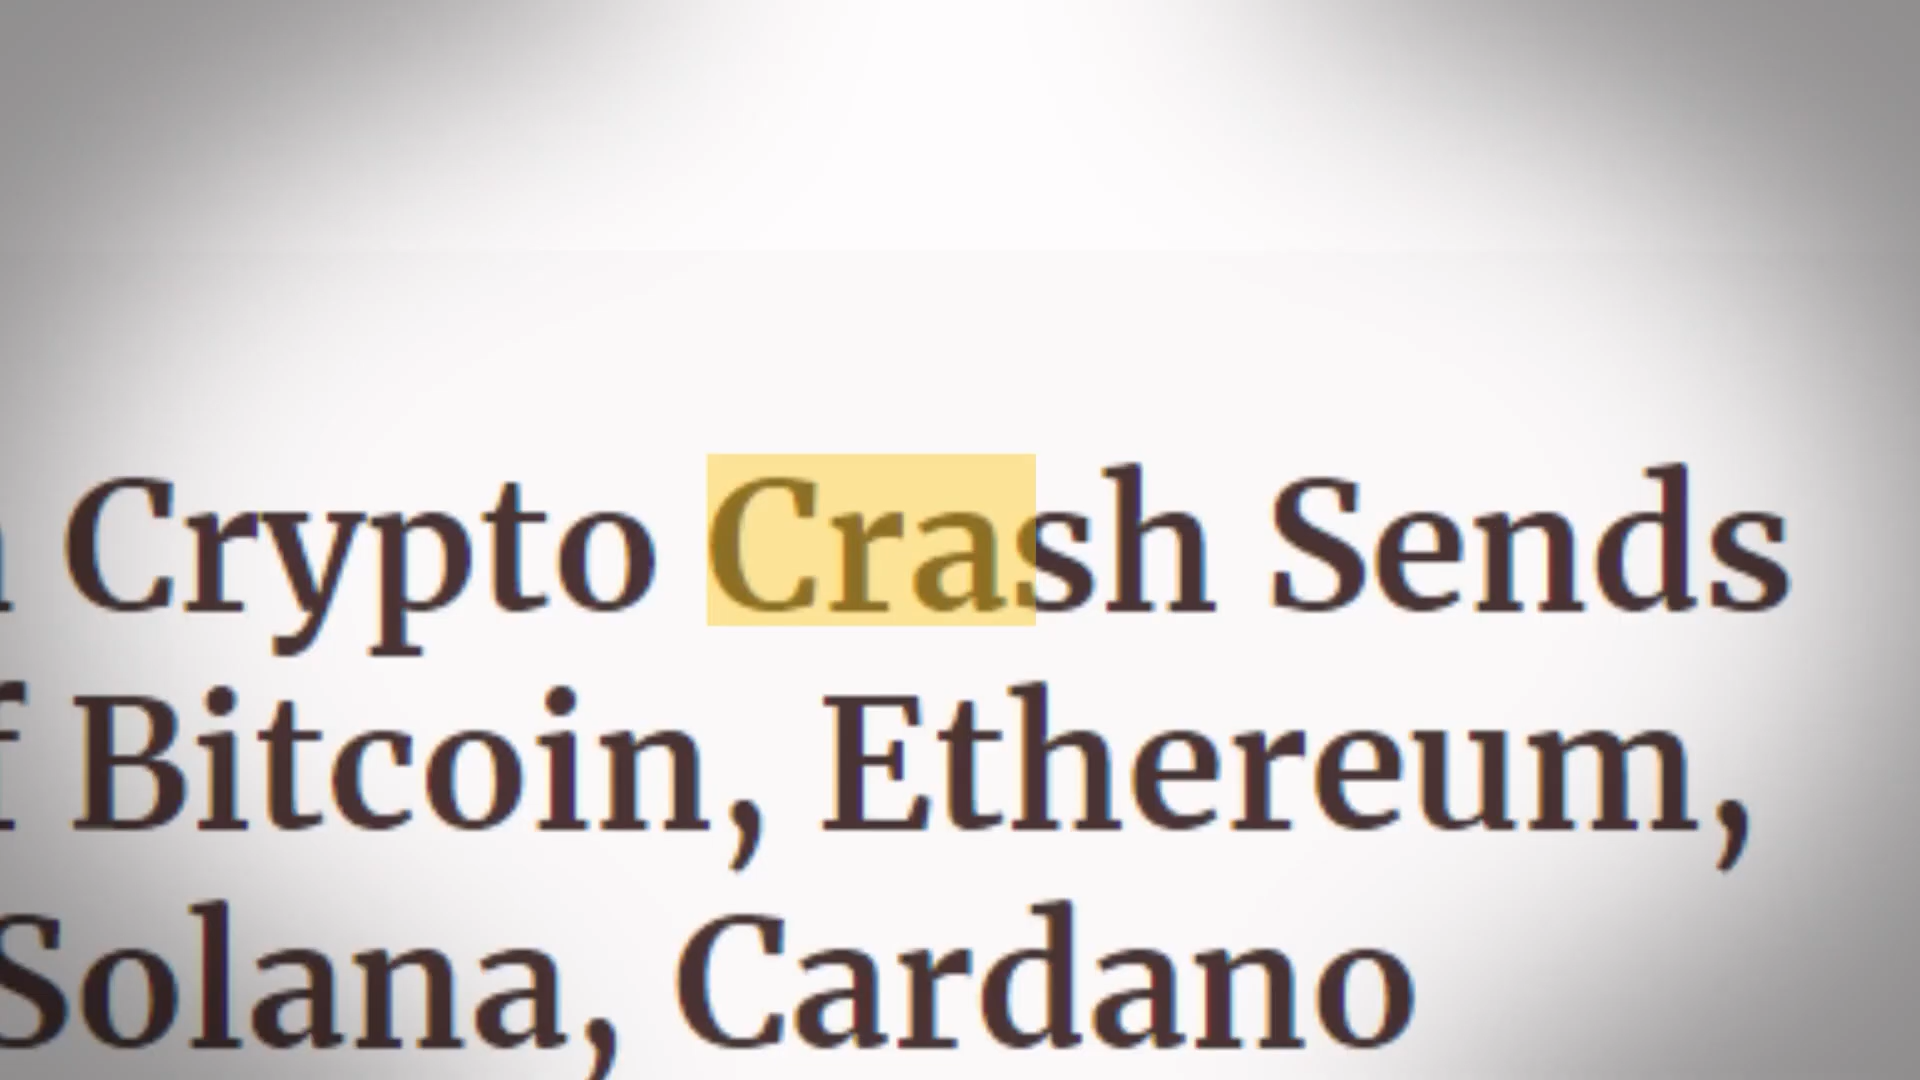 Crypto Crash Sends
Bitcoin, Ethereum,
Solana, Cardano